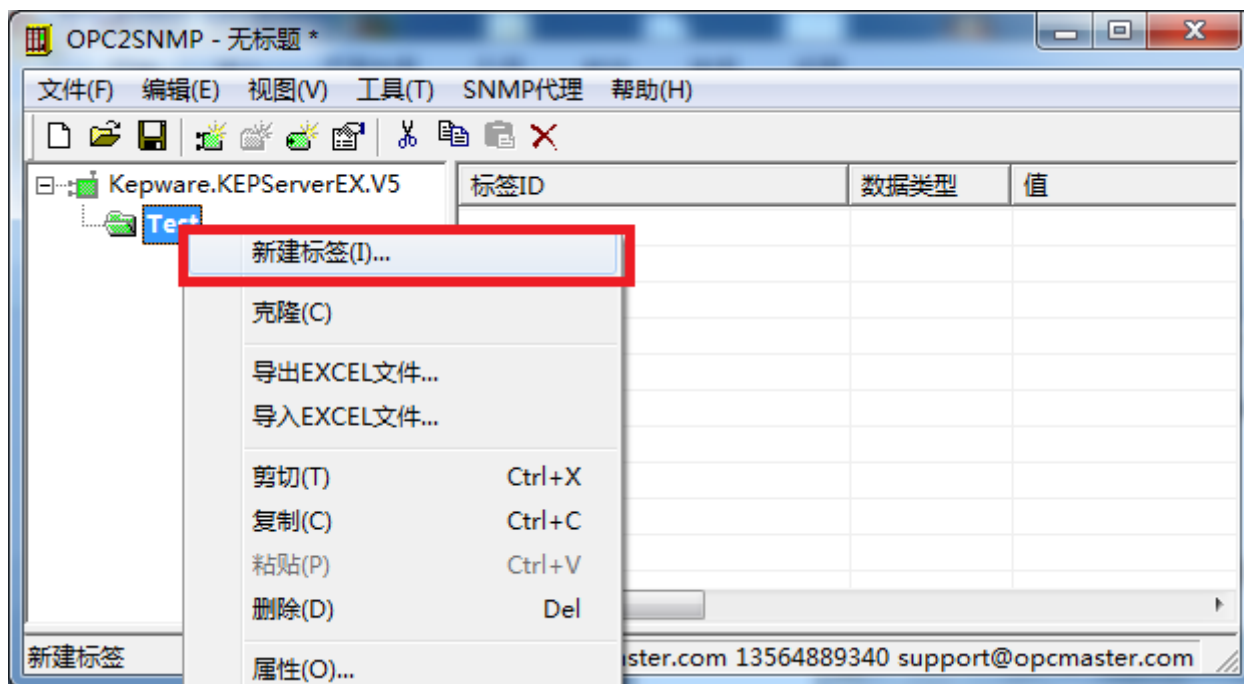 OPC2SNMP - 无标题 *
文件(F) 编辑(E) 视图(V) 工具(T) SNMP代理 帮助(H)
Kepware.KEPServerEX.V5
标签ID 数据类型 值
Test
新建标签(I)...
克隆(C)
导出EXCEL文件...
导入EXCEL文件...
剪切(T) Ctrl+X
复制(C) Ctrl+C
粘贴(P) Ctrl+V
删除(D) Del
属性(O)...
新建标签 ster.com 13564889340 support@opcmaster.com